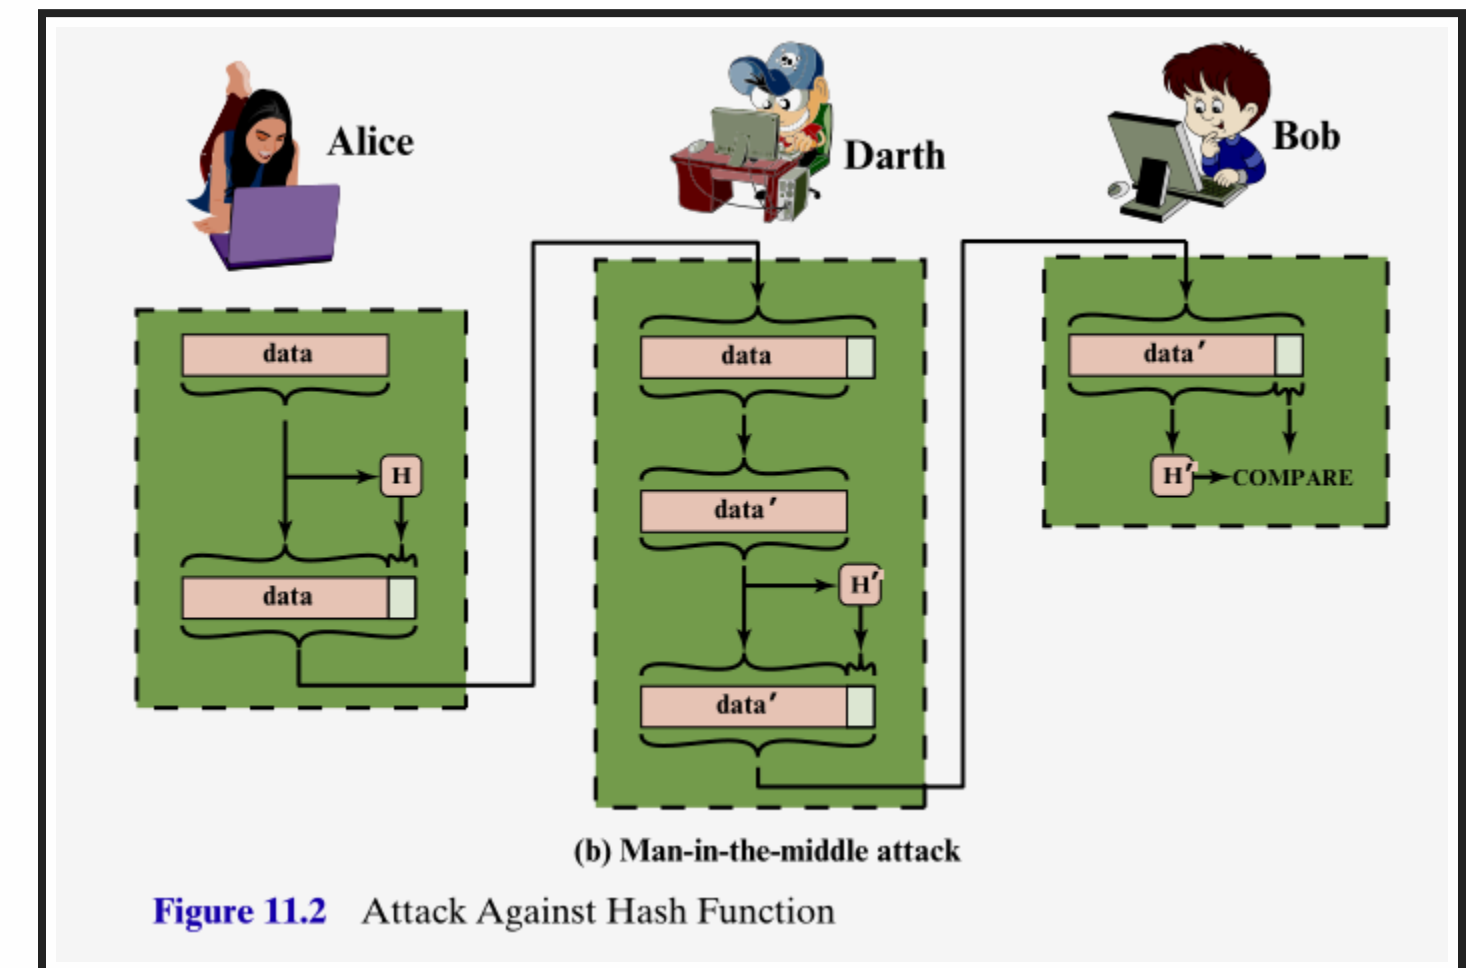 Alice
Darth
Bob
data
H
data
data
data′
H′
data′
data′
H′
COMPARE
(b) Man-in-the-middle attack
Figure 11.2 Attack Against Hash Function